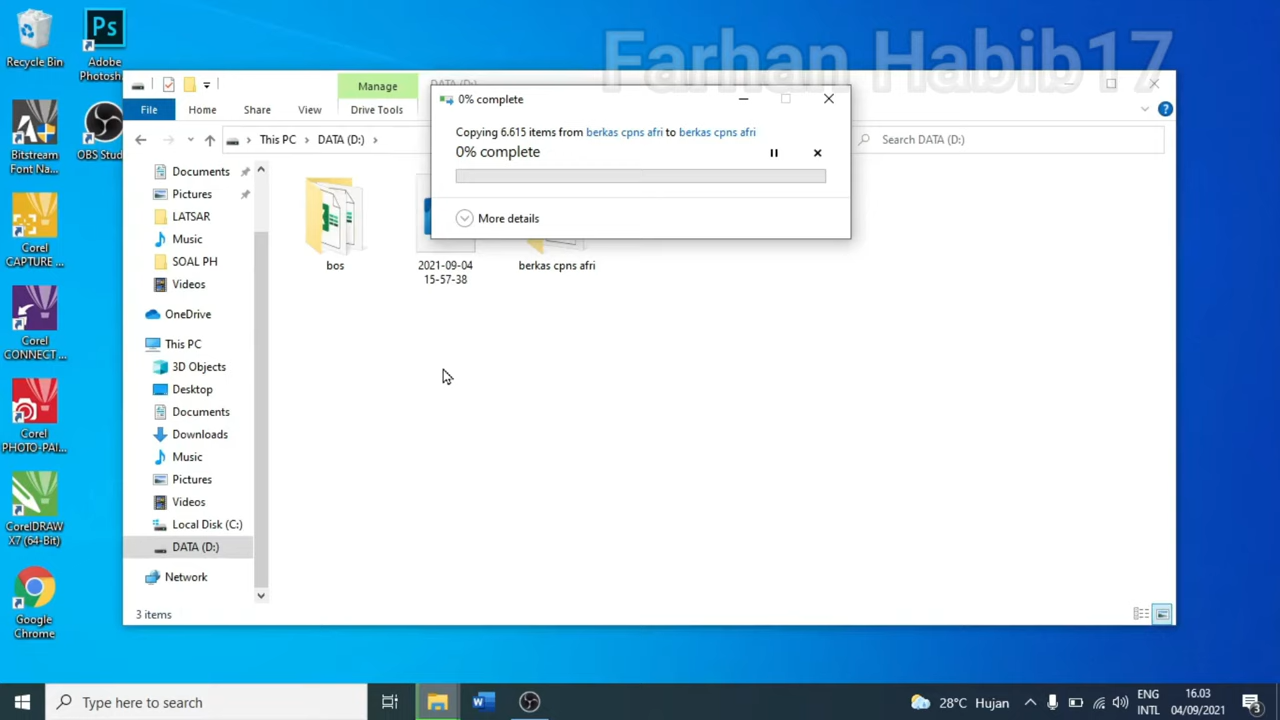 Farhan Habib17
Recycle Bin
Adobe
Photosh...
Bitstream
Font Na...
OBS Studi
Corel
CAPTURE ...
Corel
CONNECT ...
Corel
PHOTO-PAI...
CorelDRAW
X7 (64-Bit)
Google
Chrome
Manage
DATA (D:)
File
Home
Share
View
Drive Tools
This PC
DATA (D:)
Search DATA (D:)
0% complete
Copying 6.615 items from berkas cpns afri to berkas cpns afri
0% complete
More details
Documents
Pictures
LATSAR
Music
SOAL PH
Videos
OneDrive
This PC
3D Objects
Desktop
Documents
Downloads
Music
Pictures
Videos
Local Disk (C:)
DATA (D:)
Network
bos
2021-09-04
15-57-38
berkas cpns afri
3 items
Type here to search
28°C Hujan
ENG
INTL
16.03
04/09/2021
3